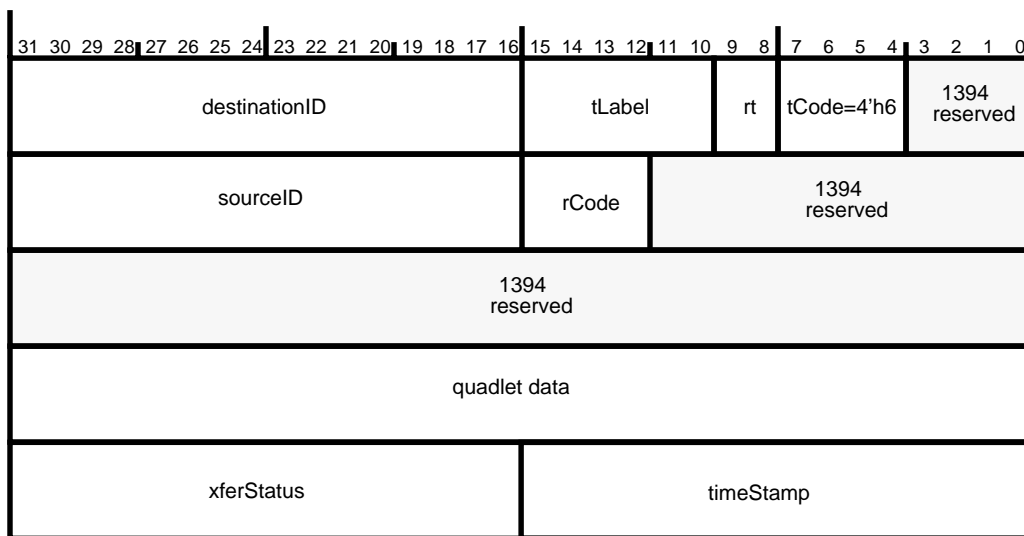 31 30 29 28 27 26 25 24 23 22 21 20 19 18 17 16 15 14 13 12 11 10 9 8 7 6 5 4 3 2 1 0
destinationID tLabel rt tCode=4'h6 1394
reserved
sourceID rCode 1394
reserved
1394
reserved
quadlet data
xferStatus timeStamp